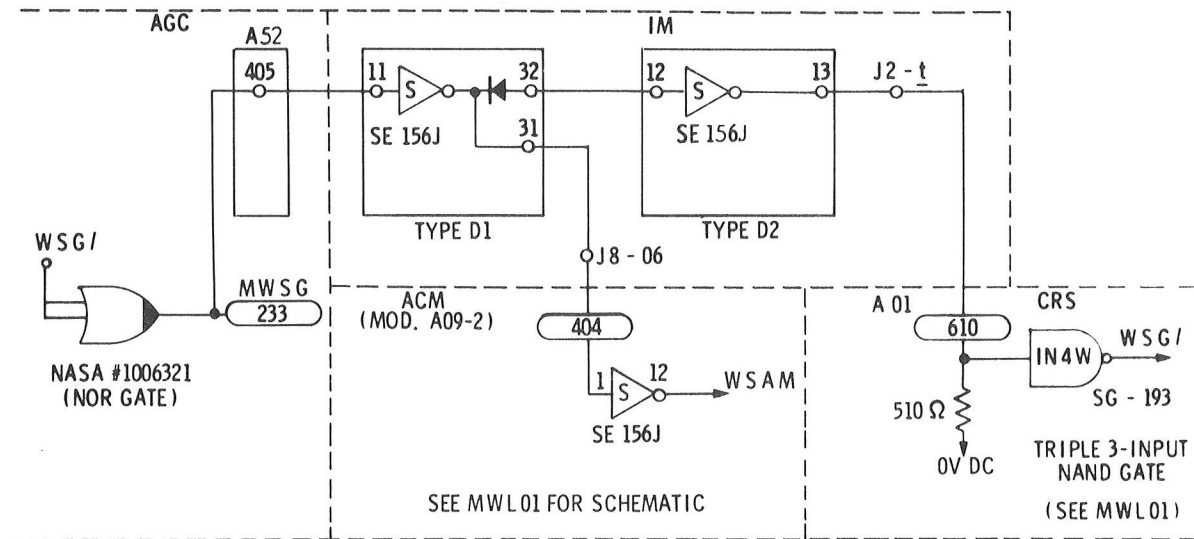 AGC
IM
A52
405
11
S
32
31
SE 156J
TYPE D1
12
S
13
SE 156J
TYPE D2
J2 - t
WSG/
MWSG
233
NASA #1006321
(NOR GATE)
J8 - 06
ACM
(MOD. A09-2)
404
1
S
12
WSAM
SE 156J
SEE MWL01 FOR SCHEMATIC
A 01
CRS
610
IN4W
WSG/
SG - 193
510 Ω
0V DC
TRIPLE 3-INPUT
NAND GATE
(SEE MWL01)